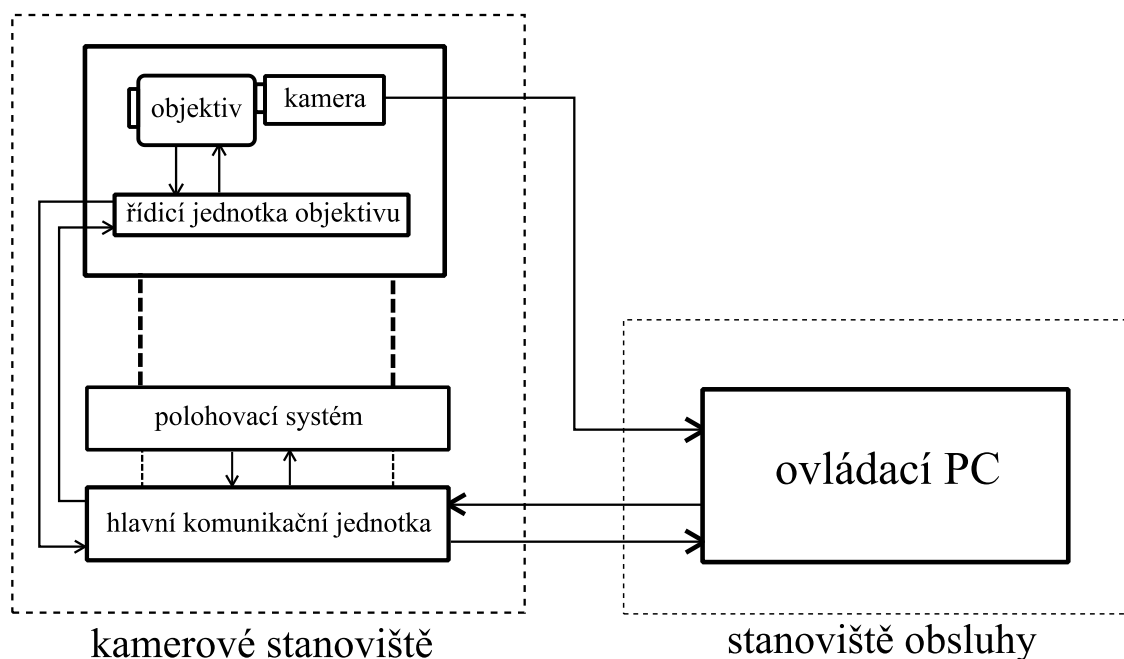 objektiv
kamera
řídicí jednotka objektivu
polohovací systém
hlavní komunikační jednotka
ovládací PC
kamerové stanoviště
stanoviště obsluhy